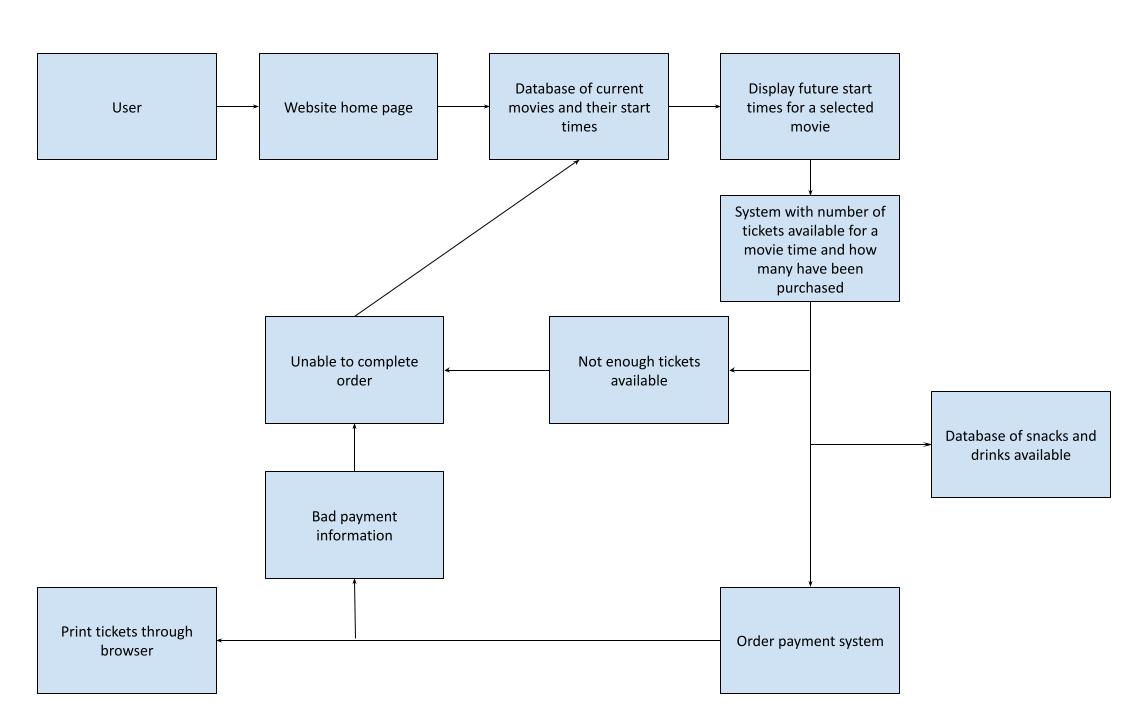 User
Website home page
Database of current
movies and their start
times
Display future start
times for a selected
movie
System with number of
tickets available for a
movie time and how
many have been
purchased
Unable to complete
order
Not enough tickets
available
Database of snacks and
drinks available
Bad payment
information
Print tickets through
browser
Order payment system